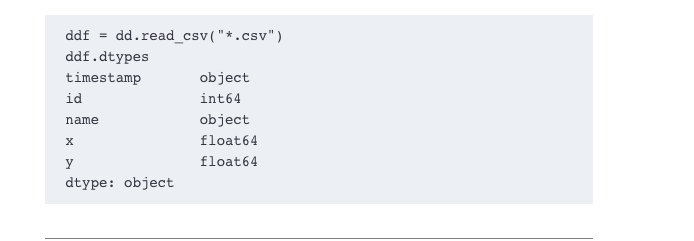 ddf = dd.read_csv("*.csv")
ddf.dtypes
timestamp       object
id              int64
name            object
x               float64
y               float64
dtype: object